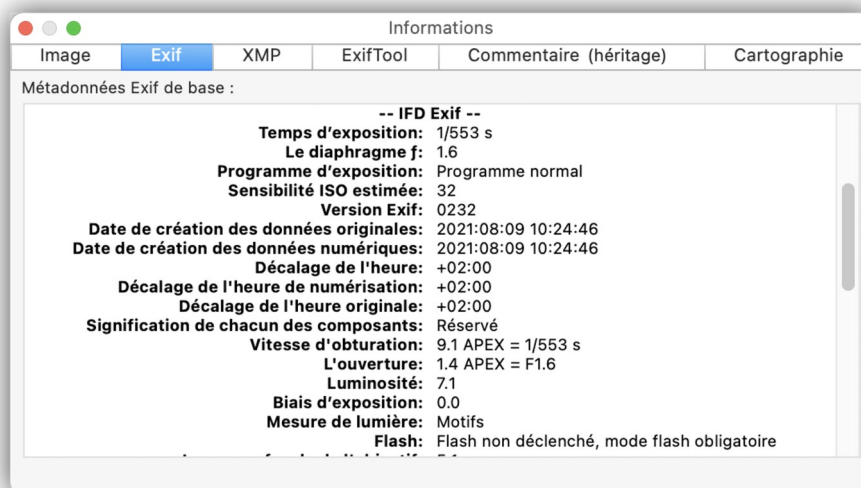 Informations
Image Exif XMP ExifTool Commentaire (héritage) Cartographie
Métadonnées Exif de base :
-- IFD Exif --
Temps d’exposition: 1/553 s
Le diaphragme ƒ: 1.6
Programme d’exposition: Programme normal
Sensibilité ISO estimée: 32
Version Exif: 0232
Date de création des données originales: 2021:08:09 10:24:46
Date de création des données numériques: 2021:08:09 10:24:46
Décalage de l'heure: +02:00
Décalage de l'heure de numérisation: +02:00
Décalage de l'heure originale: +02:00
Signification de chacun des composants: Réservé
Vitesse d'obturation: 9.1 APEX = 1/553 s
L'ouverture: 1.4 APEX = F1.6
Luminosité: 7.1
Biais d’exposition: 0.0
Mesure de lumière: Motifs
Flash: Flash non déclenché, mode flash obligatoire